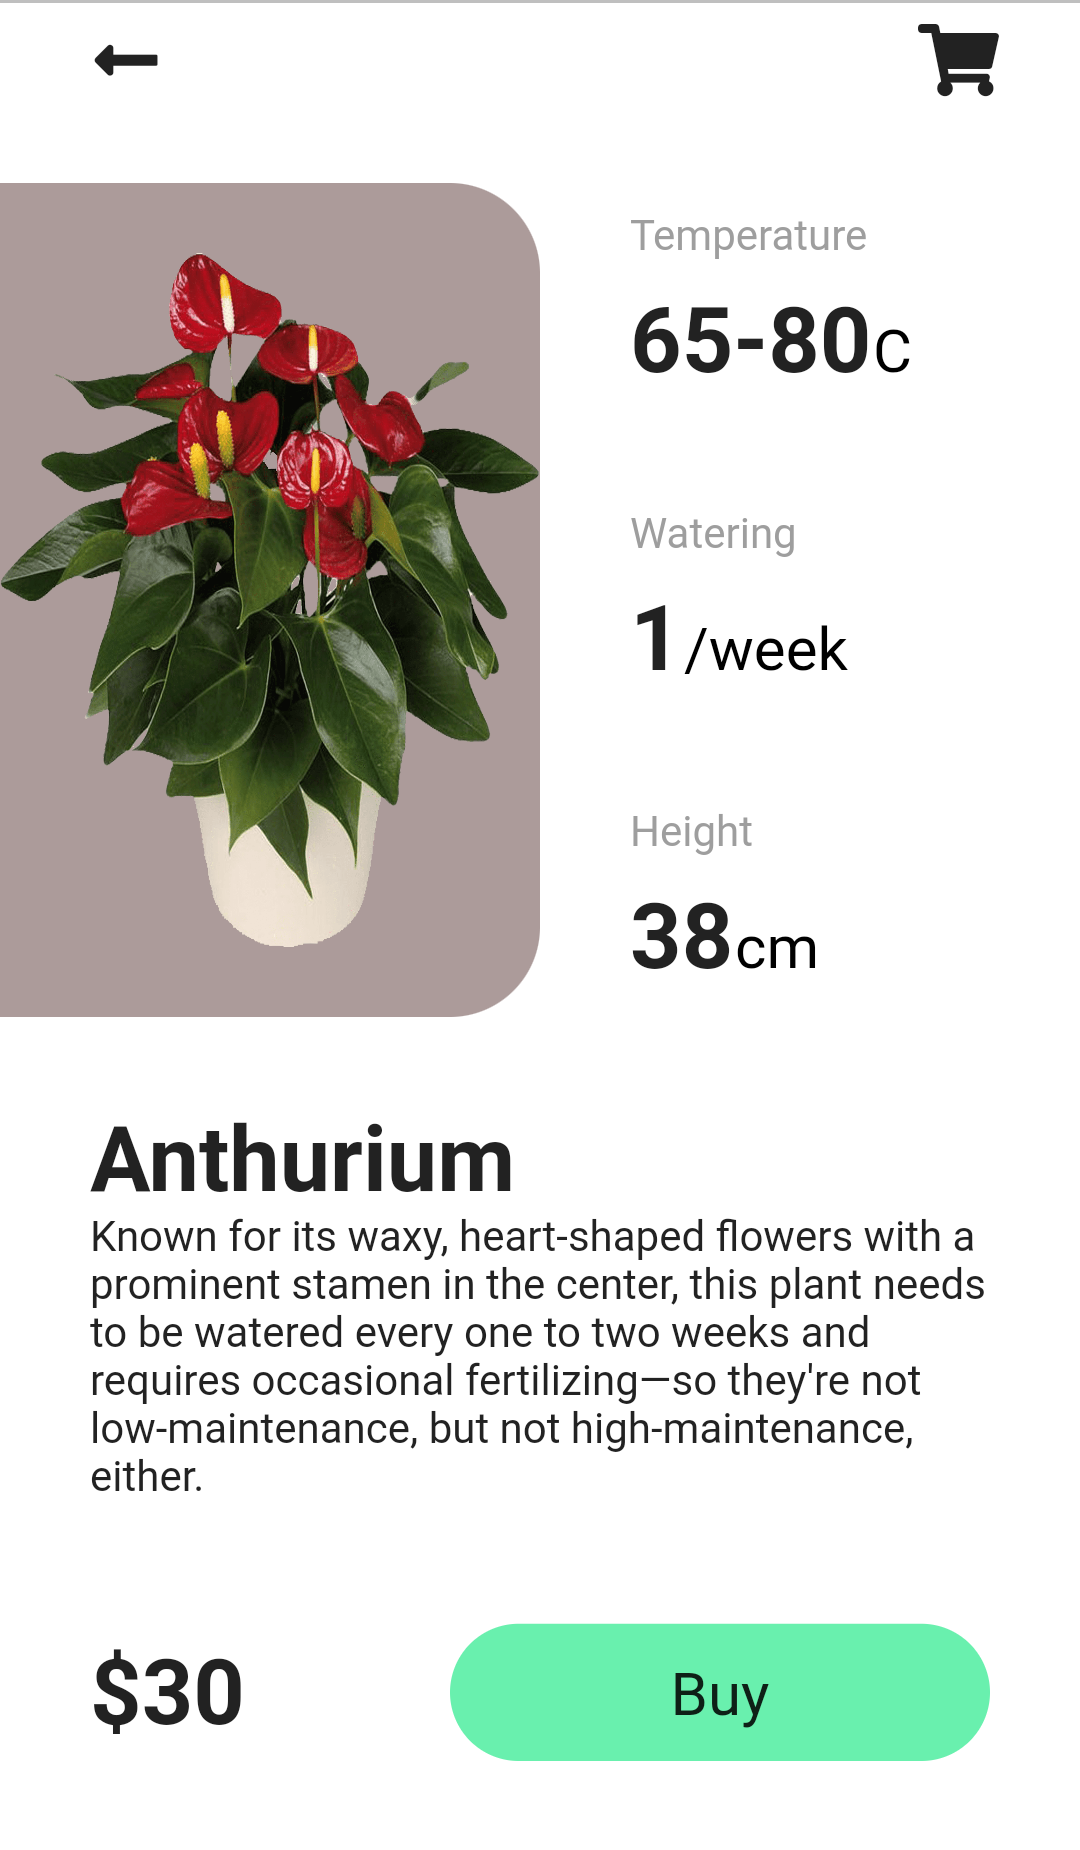 Temperature
65-80C
Watering
1/week
Height
38cm
Anthurium
Known for its waxy, heart-shaped flowers with a
prominent stamen in the center, this plant needs
to be watered every one to two weeks and
requires occasional fertilizing—so they're not
low-maintenance, but not high-maintenance,
either.
$30
Buy